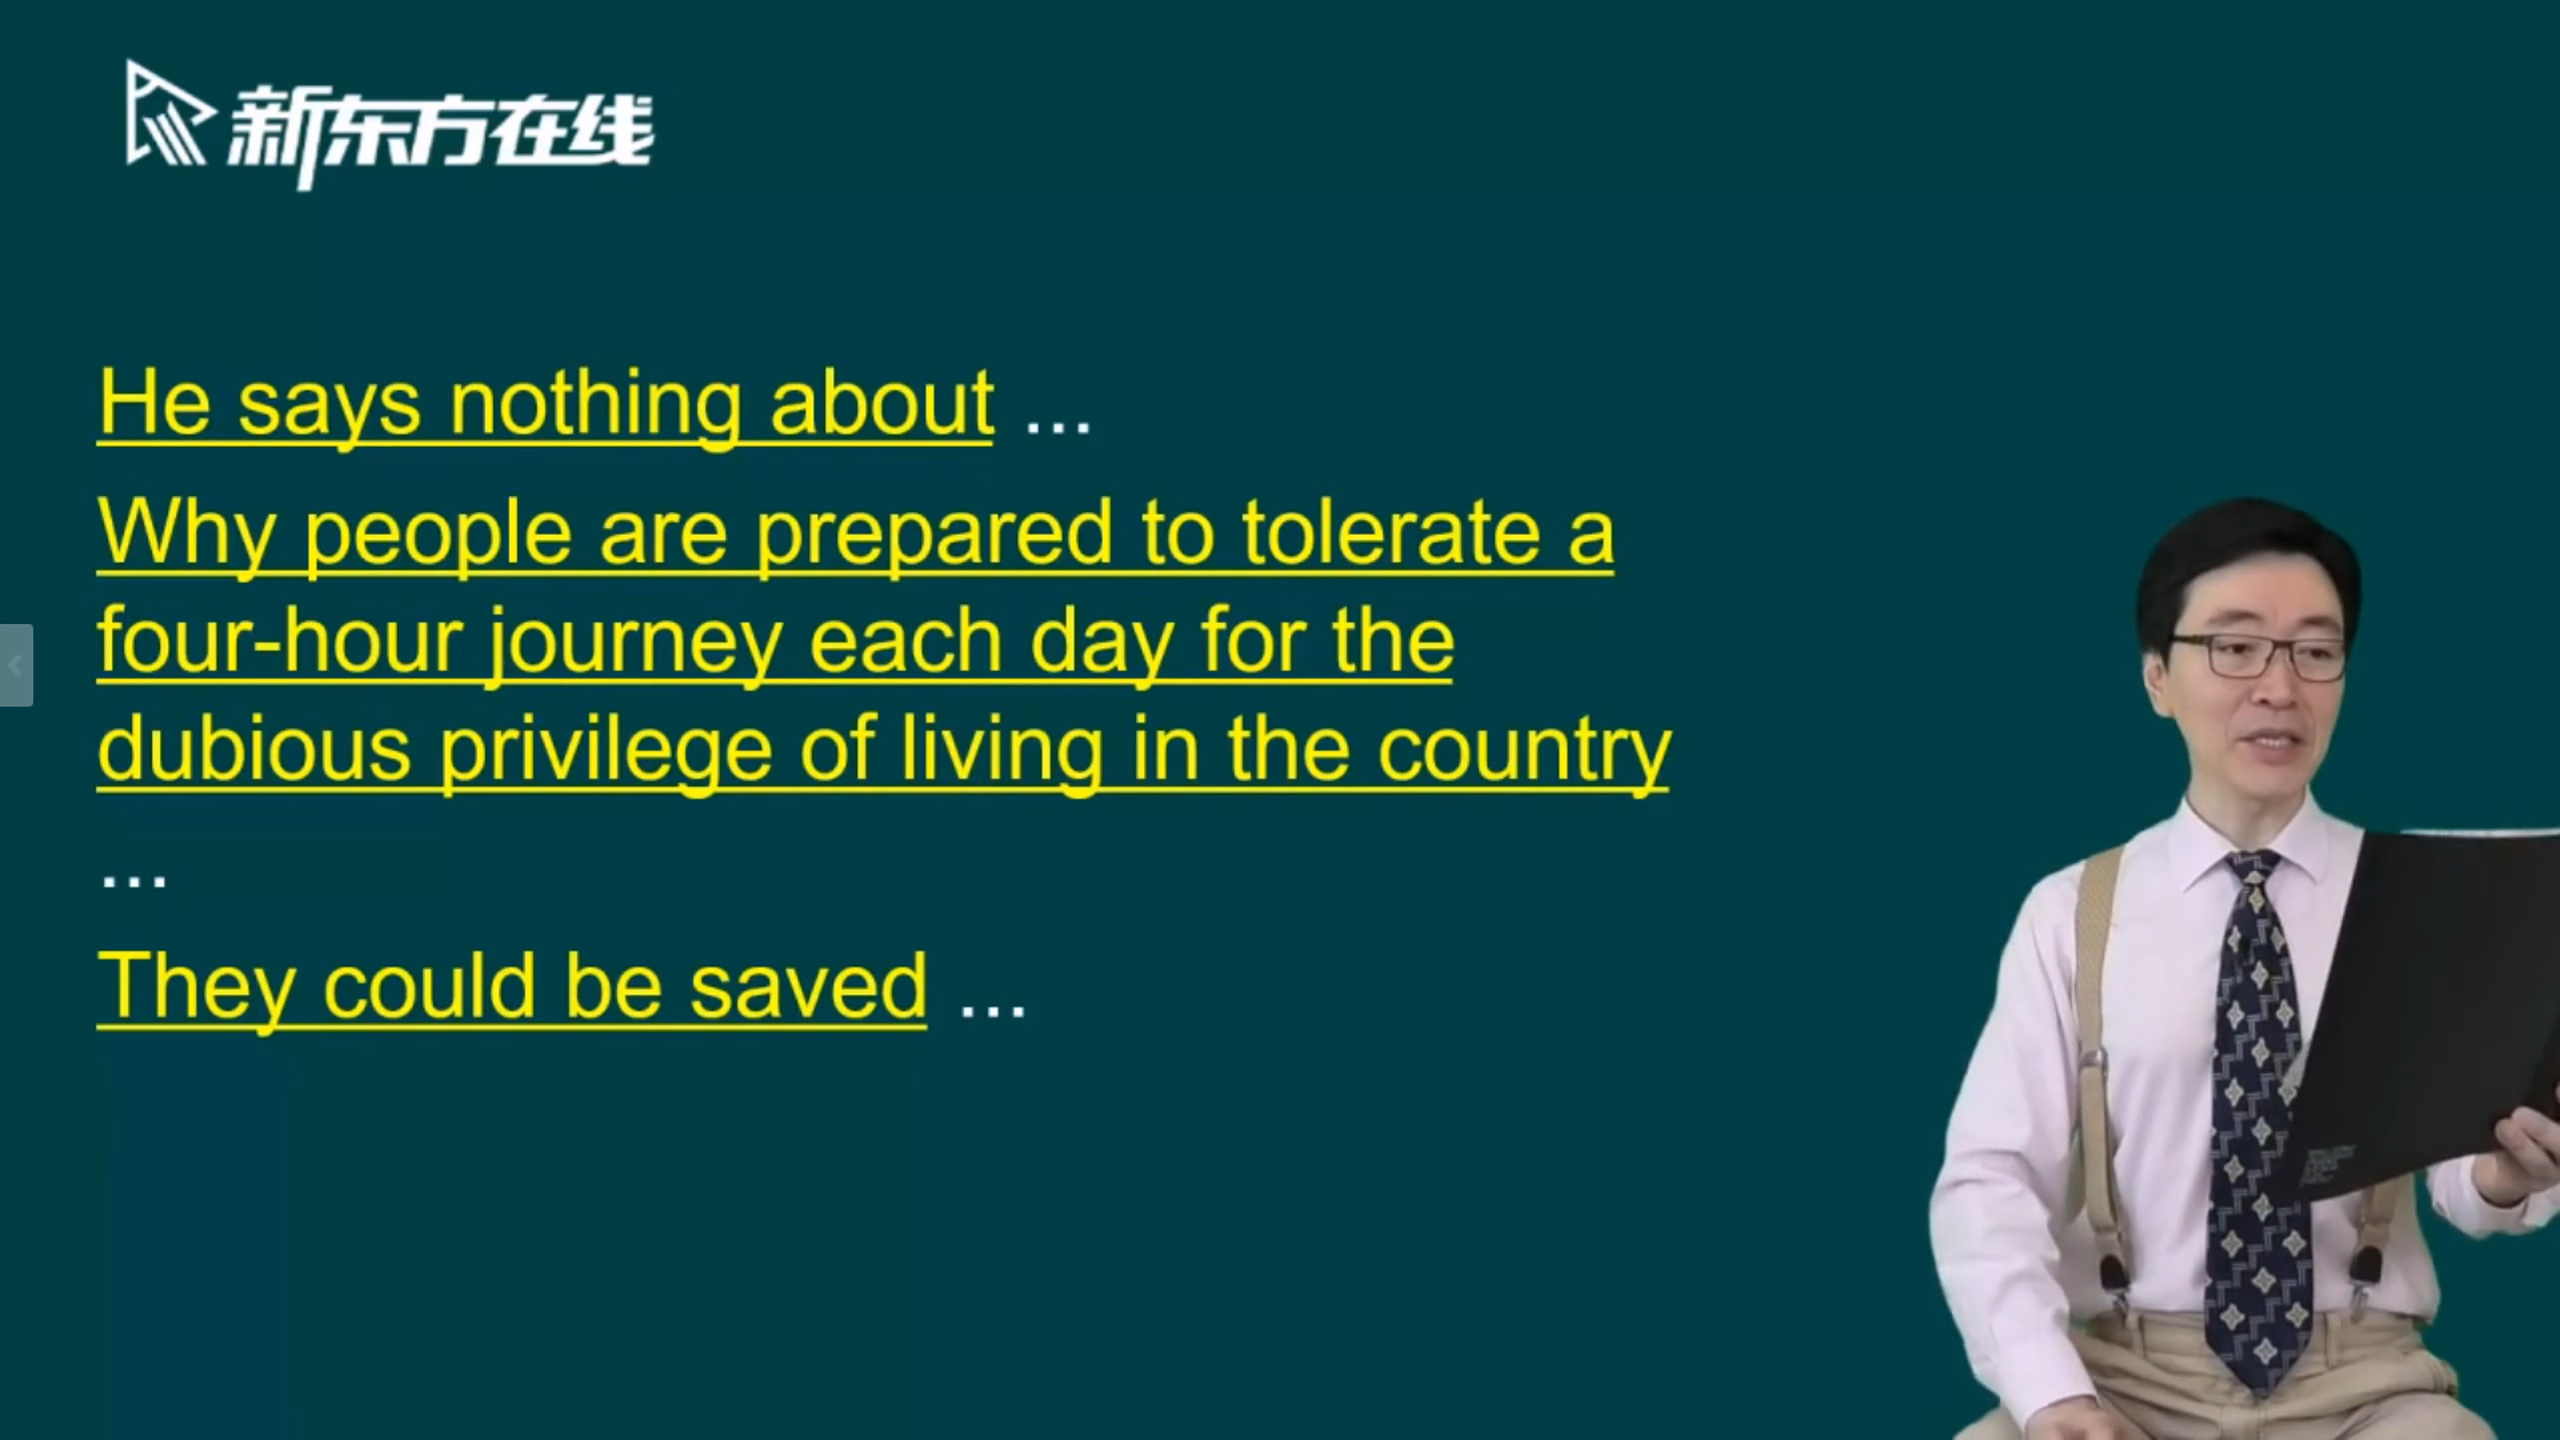 新东方在线
He says nothing about ...
Why people are prepared to tolerate a
four-hour journey each day for the
dubious privilege of living in the country
...
They could be saved ...